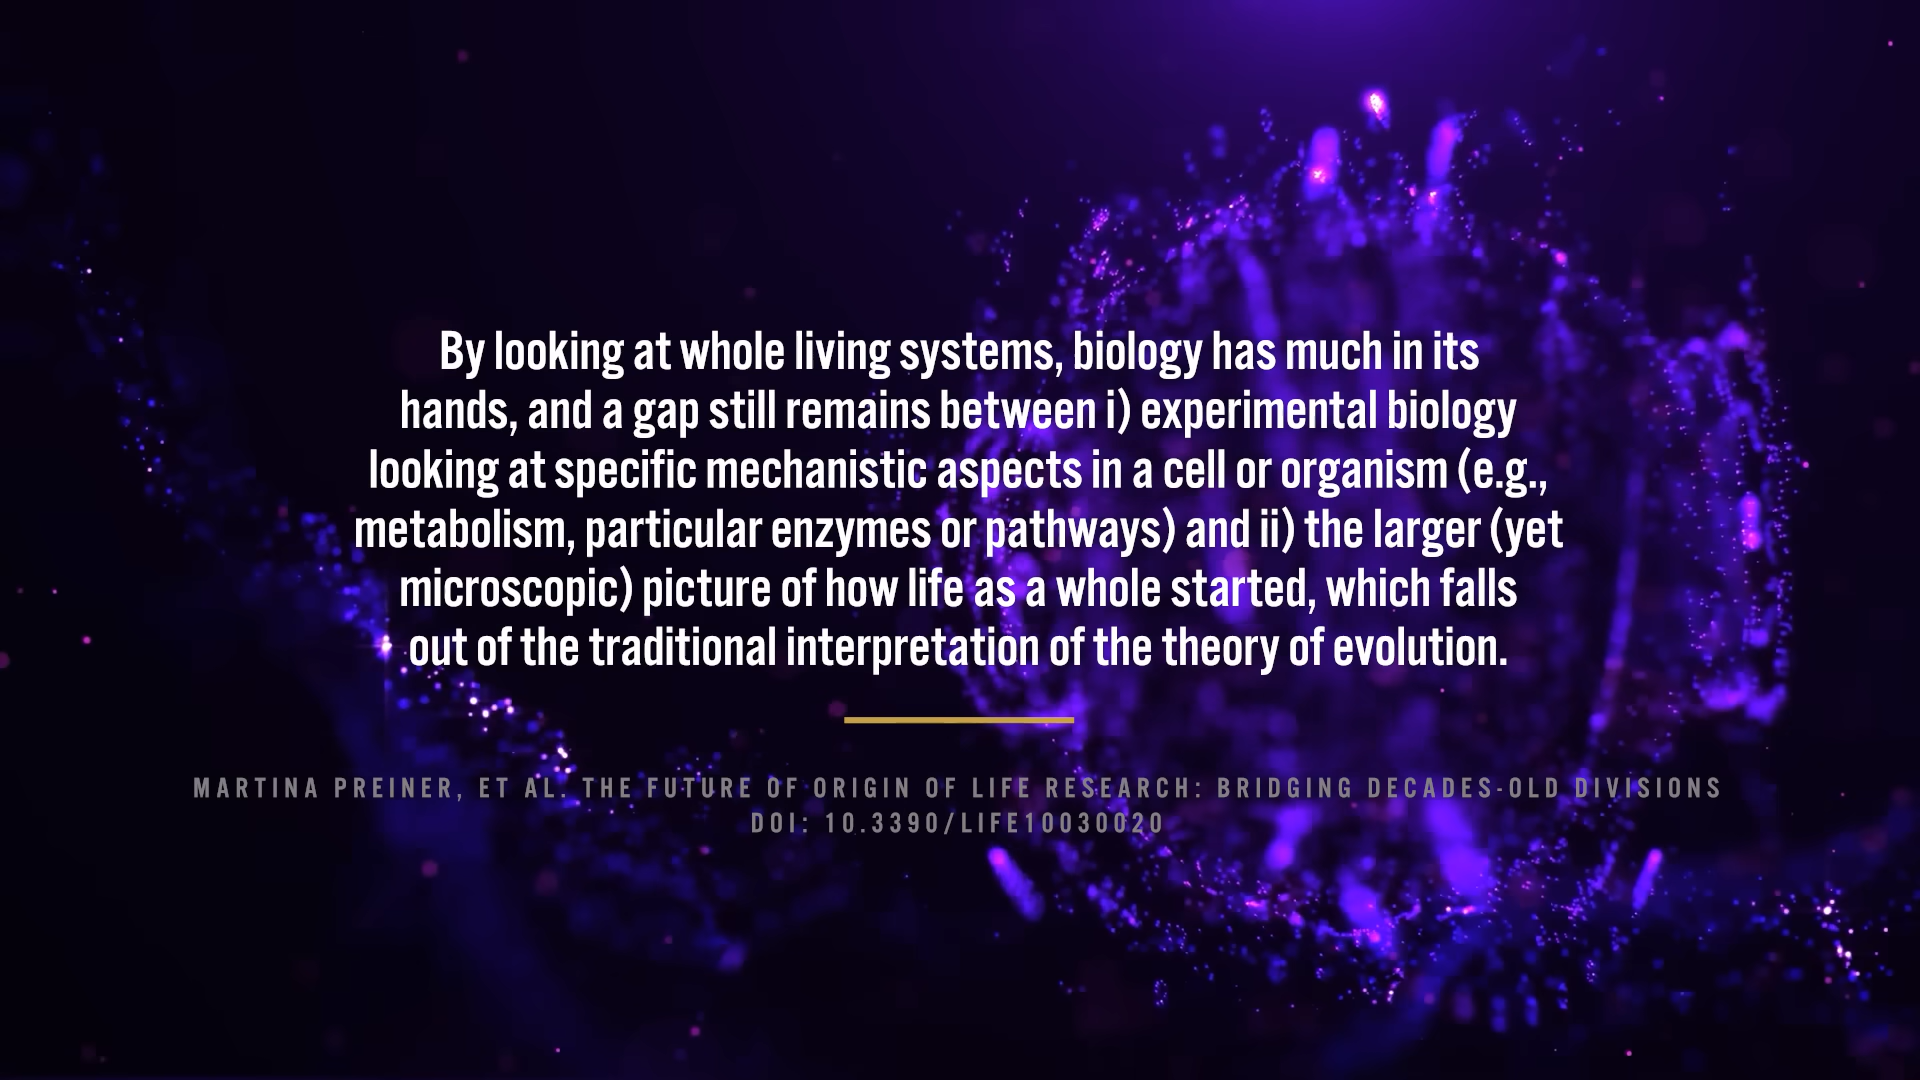 By looking at whole living systems, biology has much in its
hands, and a gap still remains between i) experimental biology
looking at specific mechanistic aspects in a cell or organism (e.g.,
metabolism, particular enzymes or pathways) and ii) the larger (yet
microscopic) picture of how life as a whole started, which falls
out of the traditional interpretation of the theory of evolution.
MARTINA PREINER, ET AL. THE FUTURE OF ORIGIN OF LIFE RESEARCH: BRIDGING DECADES-OLD DIVISIONS
DOI: 10.3390/LIFE10030020